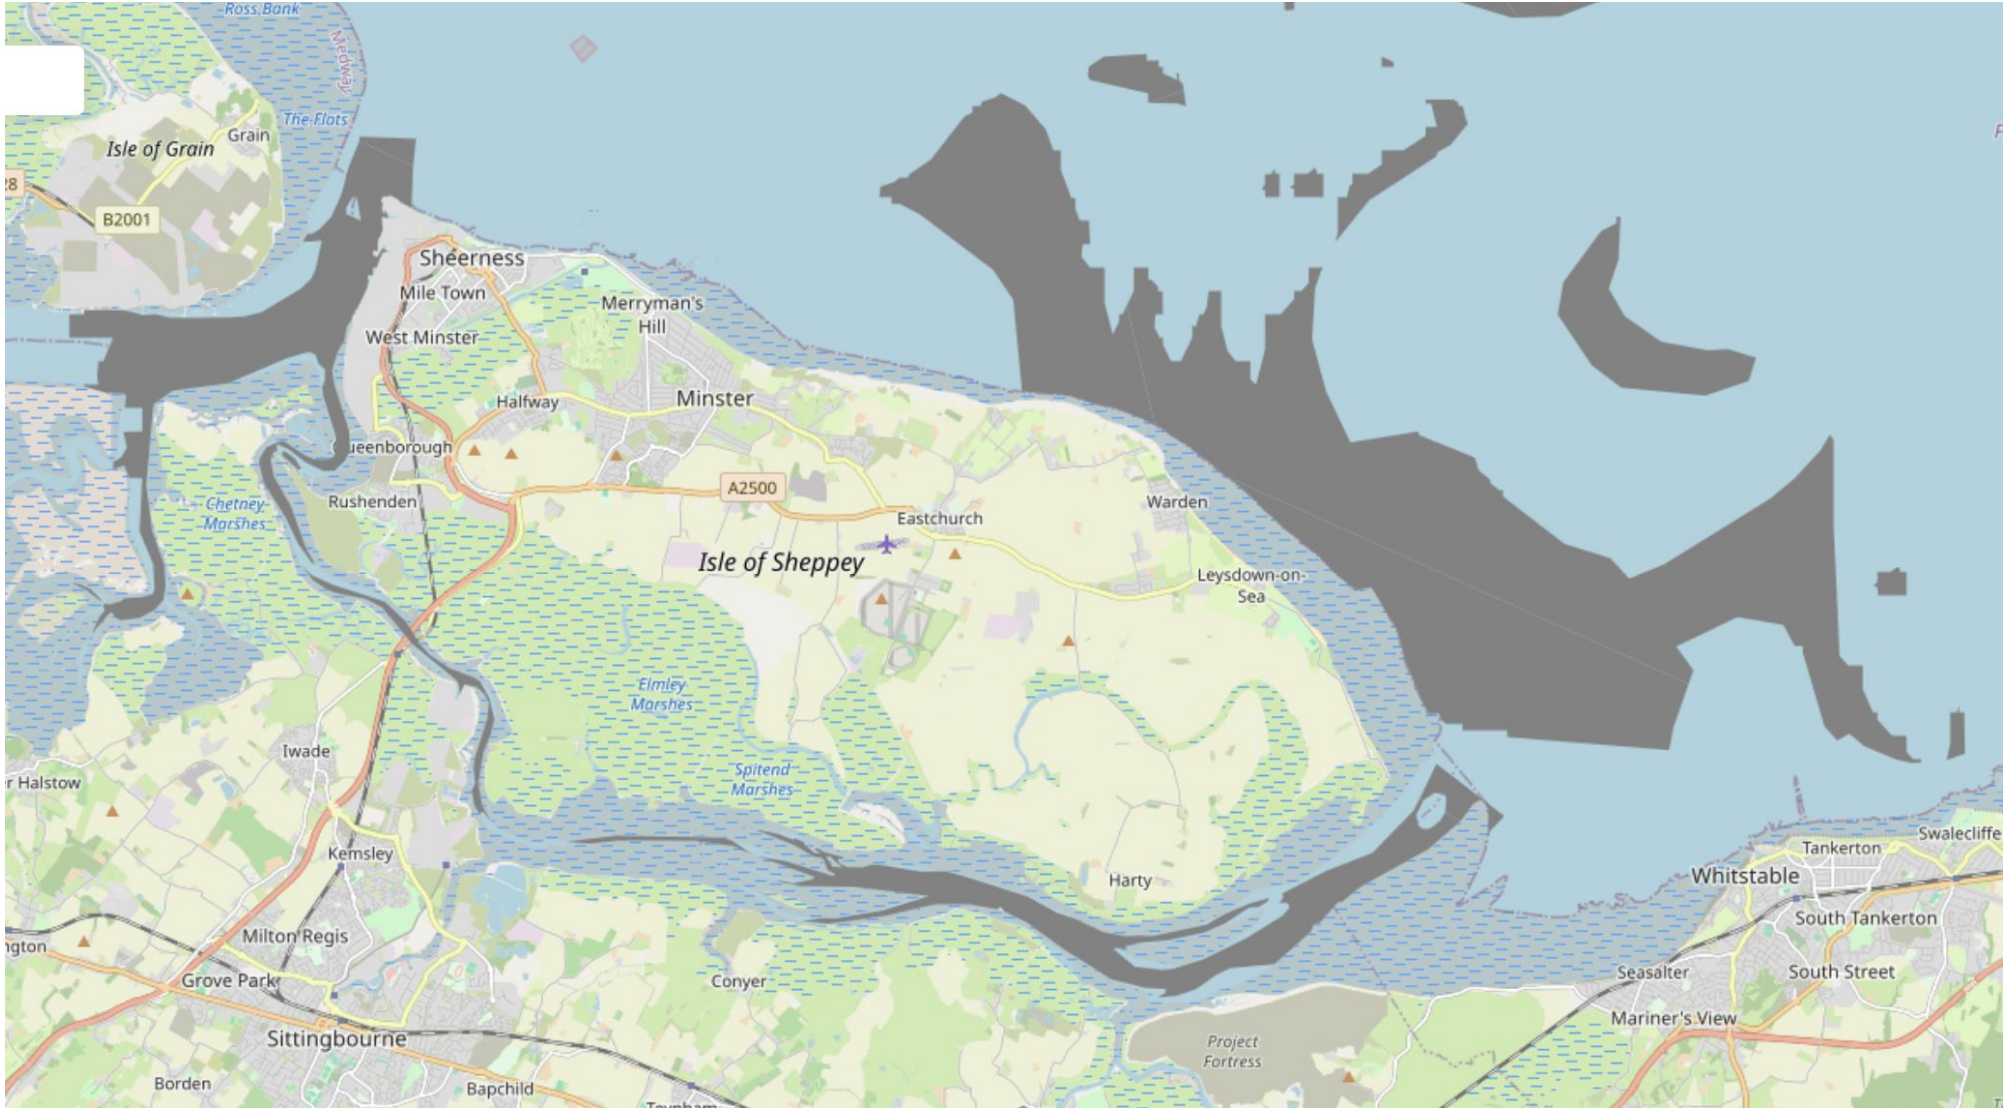 Ross Bank
Medway
The Flats
Grain
Isle of Grain
28
B2001
Sheerness
Mile Town
Merryman's
Hill
West Minster
Halfway
Minster
ueenborough
A2500
Rushenden
Chetney
Marshes
Warden
Eastchurch
Isle of Sheppey
Leysdown-on-
Sea
Elmley
Marshes
Iwade
Spitend
Marshes
r Halstow
Swalecliffe
Tankerton
Kemsley
Whitstable
Harty
South Tankerton
Milton Regis
ngton
Seasalter
South Street
Grove Park
Conyer
Mariner's View
Sittingbourne
Project
Fortress
Borden
Bapchild